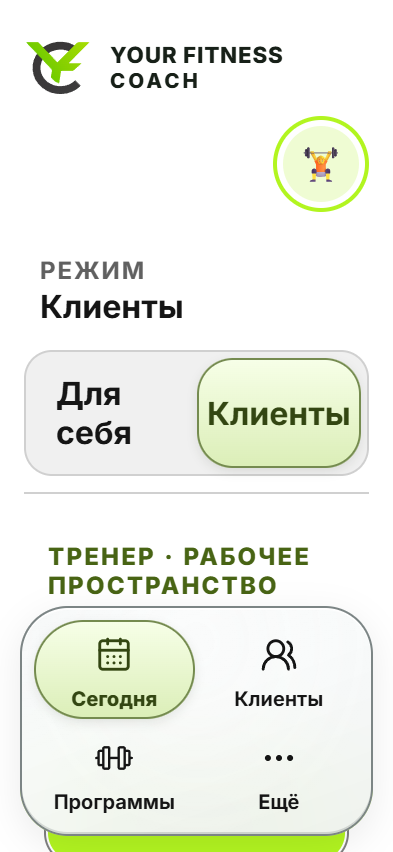 YOUR FITNESS
COACH
РЕЖИМ
Клиенты
Для
себя
Клиенты
ТРЕНЕР · РАБОЧЕЕ
ПРОСТРАНСТВО
Сегодня
Клиенты
Программы
Ещё